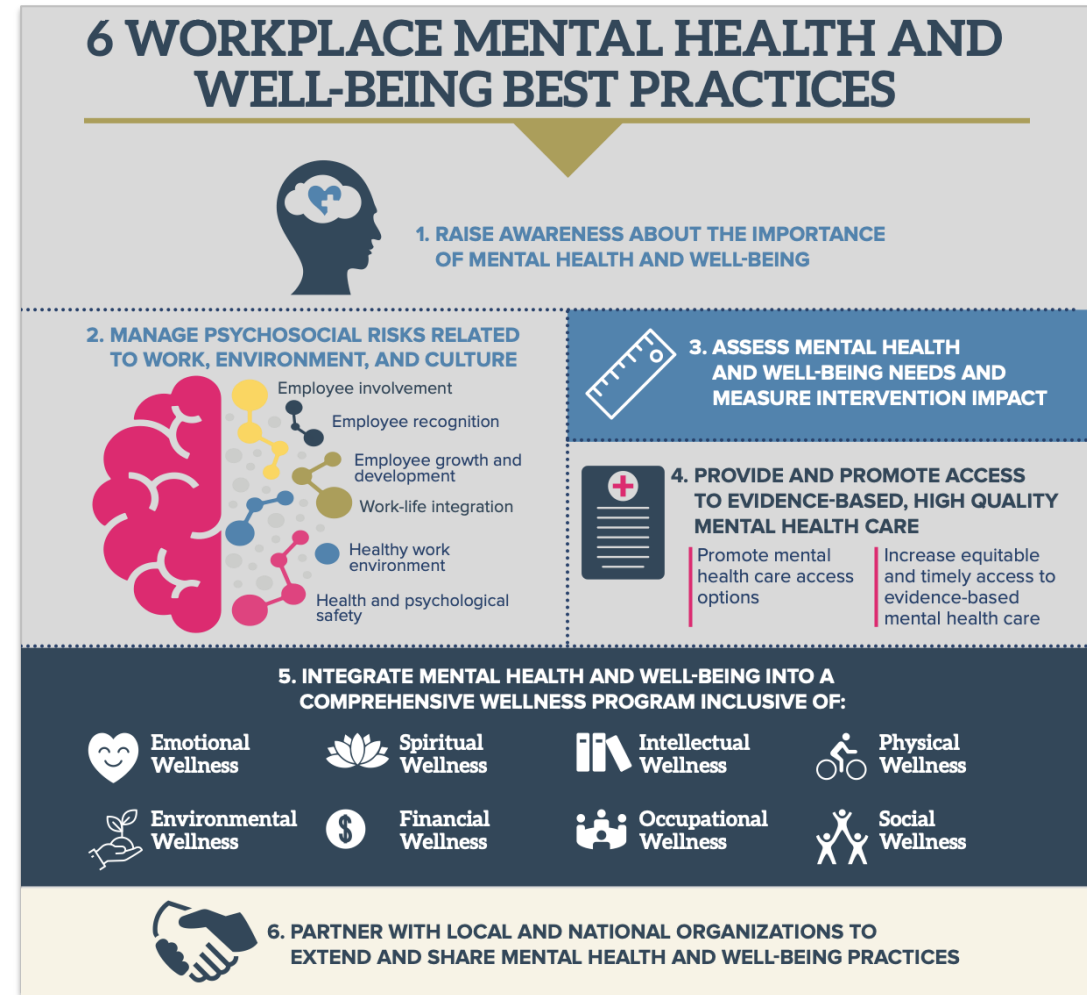 6 WORKPLACE MENTAL HEALTH AND
WELL-BEING BEST PRACTICES
1. RAISE AWARENESS ABOUT THE IMPORTANCE
OF MENTAL HEALTH AND WELL-BEING
2. MANAGE PSYCHOSOCIAL RISKS RELATED
TO WORK, ENVIRONMENT, AND CULTURE
Employee involvement
Employee recognition
Employee growth and
development
Work-life integration
Healthy work
environment
Health and psychological
safety
3. ASSESS MENTAL HEALTH
AND WELL-BEING NEEDS AND
MEASURE INTERVENTION IMPACT
4. PROVIDE AND PROMOTE ACCESS
TO EVIDENCE-BASED, HIGH QUALITY
MENTAL HEALTH CARE
Promote mental
health care access
options
Increase equitable
and timely access to
evidence-based
mental health care
5. INTEGRATE MENTAL HEALTH AND WELL-BEING INTO A
COMPREHENSIVE WELLNESS PROGRAM INCLUSIVE OF:
Emotional
Wellness
Spiritual
Wellness
Intellectual
Wellness
Physical
Wellness
Environmental
Wellness
$
Financial
Wellness
Occupational
Wellness
Social
Wellness
6. PARTNER WITH LOCAL AND NATIONAL ORGANIZATIONS TO
EXTEND AND SHARE MENTAL HEALTH AND WELL-BEING PRACTICES